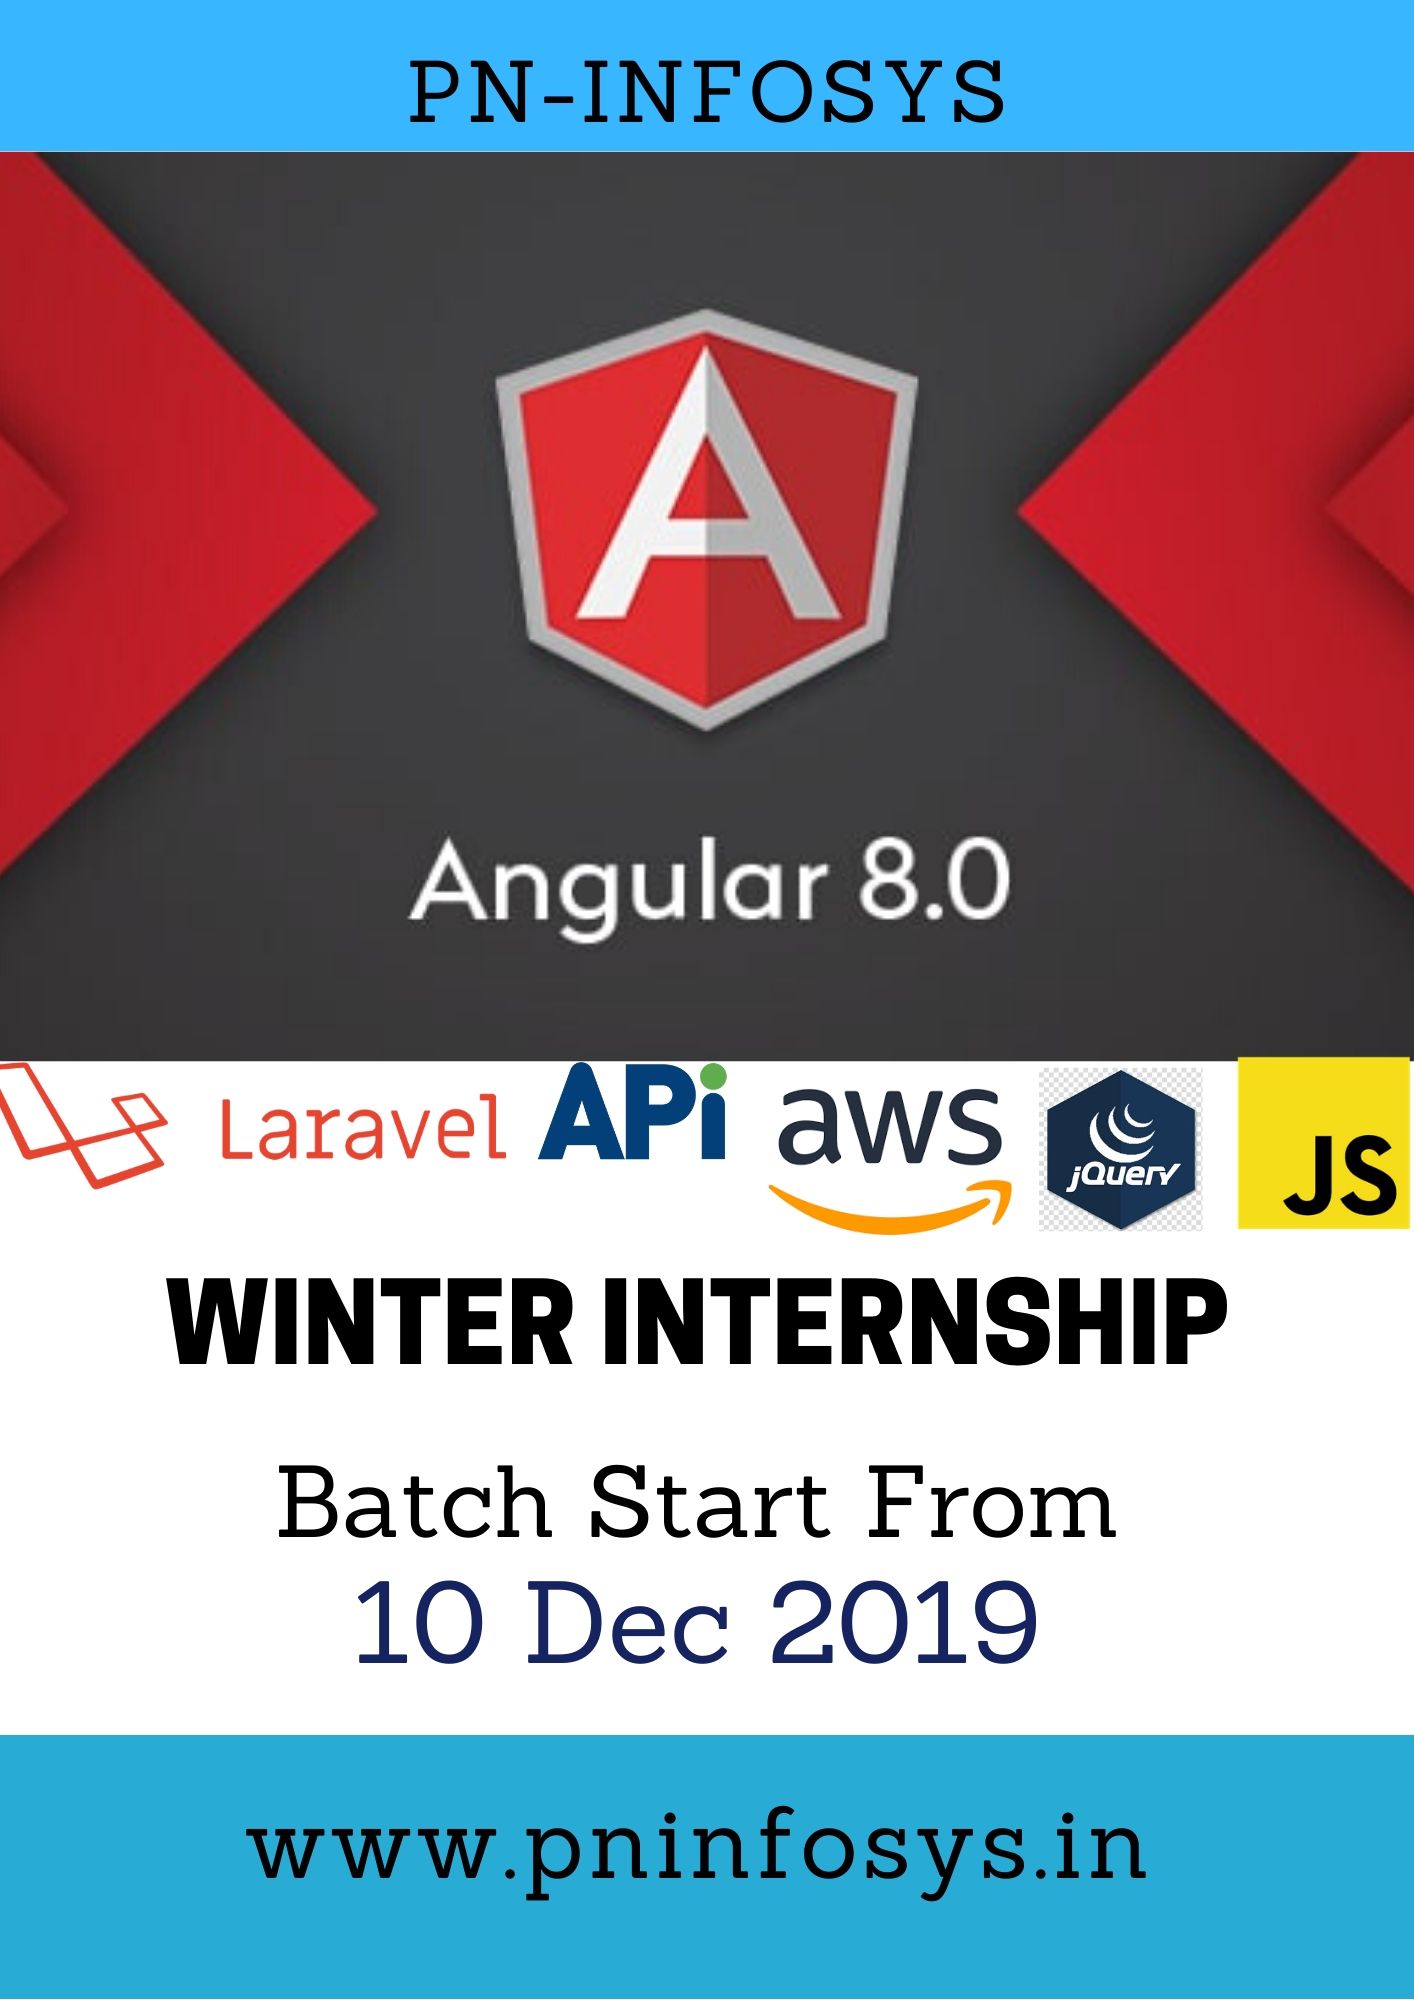 PN-INFOSYS
A
Angular 8.0
Laravel APi aws jQuery JS
WINTER INTERNSHIP
Batch Start From
10 Dec 2019
www.pninfosys.in